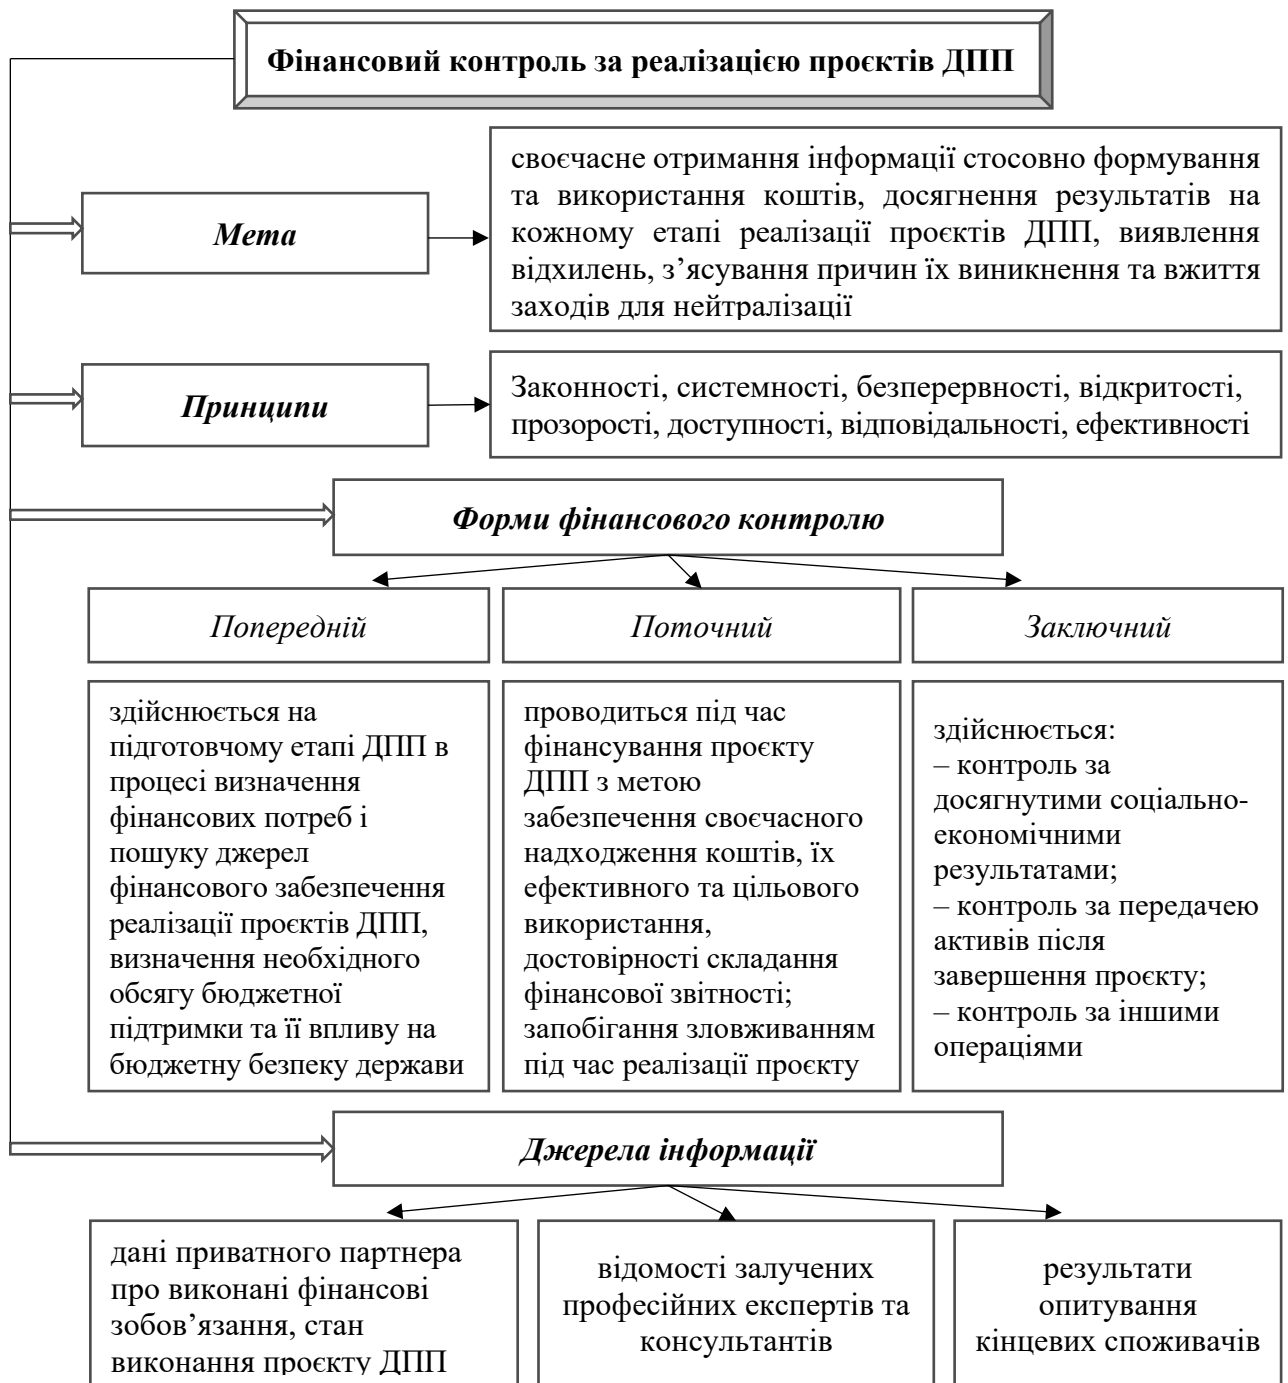 Фінансовий контроль за реалізацією проєктів ДПП
своєчасне отримання інформації стосовно формування
та використання коштів, досягнення результатів на
кожному етапі реалізації проєктів ДПП, виявлення
відхилень, з’ясування причин їх виникнення та вжиття
заходів для нейтралізації
Мета
Законності, системності, безперервності, відкритості,
прозорості, доступності, відповідальності, ефективності
Принципи
Форми фінансового контролю
Попередній
Поточний
Заключний
здійснюється на
підготовчому етапі ДПП в
процесі визначення
фінансових потреб і
пошуку джерел
фінансового забезпечення
реалізації проєктів ДПП,
визначення необхідного
обсягу бюджетної
підтримки та її впливу на
бюджетну безпеку держави
проводиться під час
фінансування проєкту
ДПП з метою
забезпечення своєчасного
надходження коштів, їх
ефективного та цільового
використання,
достовірності складання
фінансової звітності;
запобігання зловживанням
під час реалізації проєкту
здійснюється:
– контроль за
досягнутими соціально-
економічними
результатами;
– контроль за передачею
активів після
завершення проєкту;
– контроль за іншими
операціями
Джерела інформації
дані приватного партнера
про виконані фінансові
зобов’язання, стан
виконання проєкту ДПП
відомості залучених
професійних експертів та
консультантів
результати
опитування
кінцевих споживачів